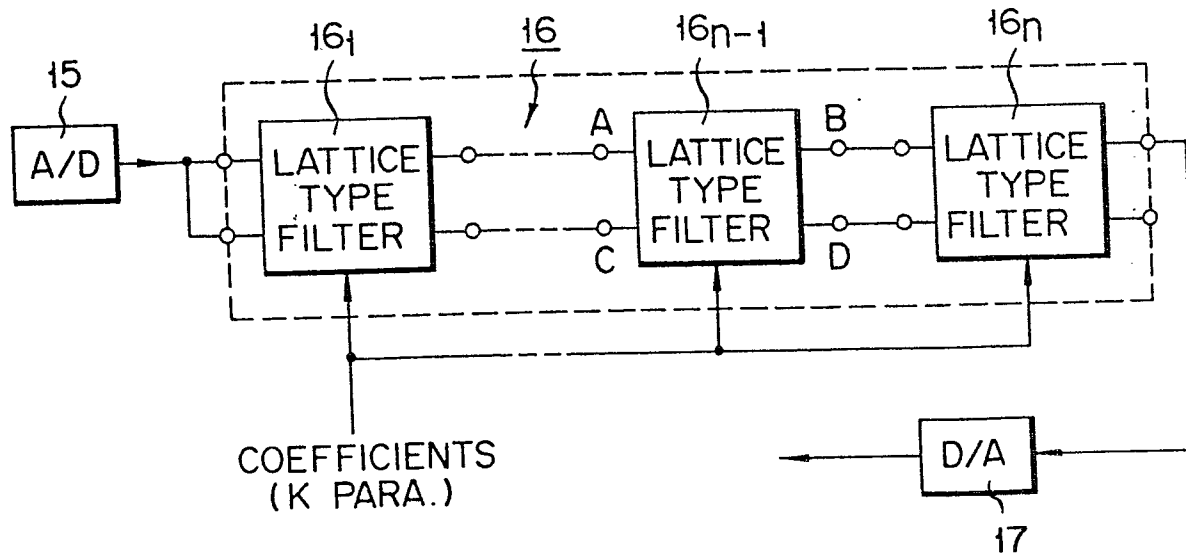 15
16₁
16
16n-1
16n
A/D
LATTICE
TYPE
FILTER
A
C
LATTICE
TYPE
FILTER
B
D
LATTICE
TYPE
FILTER
COEFFICIENTS
(K PARA.)
D/A
17